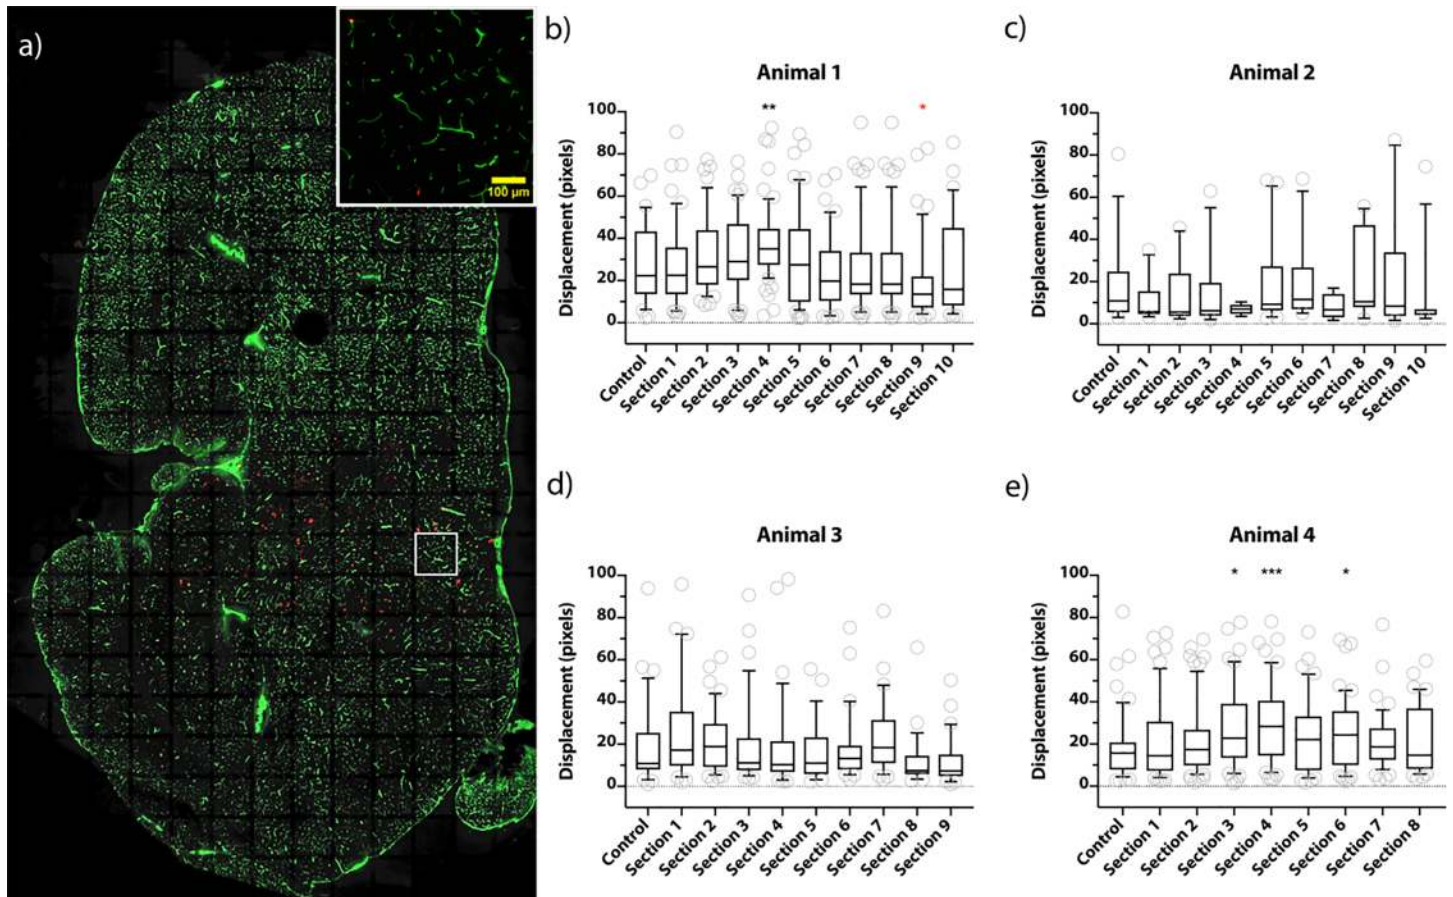 a)
100 µm
b)
Animal 1
**
*
Displacement (pixels)
100
80
60
40
20
0
Control
Section 1
Section 2
Section 3
Section 4
Section 5
Section 6
Section 7
Section 8
Section 9
Section 10
c)
Animal 2
Displacement (pixels)
100
80
60
40
20
0
Control
Section 1
Section 2
Section 3
Section 4
Section 5
Section 6
Section 7
Section 8
Section 9
Section 10
d)
Animal 3
Displacement (pixels)
100
80
60
40
20
0
Control
Section 1
Section 2
Section 3
Section 4
Section 5
Section 6
Section 7
Section 8
Section 9
e)
Animal 4
*
***
*
Displacement (pixels)
100
80
60
40
20
0
Control
Section 1
Section 2
Section 3
Section 4
Section 5
Section 6
Section 7
Section 8